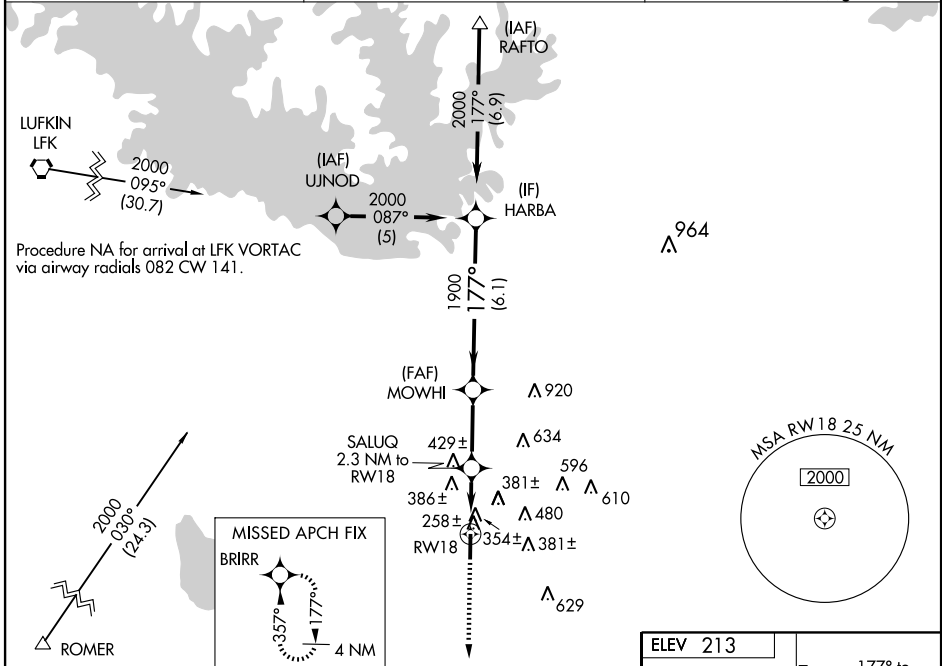 (IAF)
RAFTO
2000
177°
(6.9)
LUFKIN
LFK
2000
095°
(30.7)
(IAF)
UJNOD
2000
087°
(5)
(IF)
HARBA
964
Procedure NA for arrival at LFK VORTAC
via airway radials 082 CW 141.
1900
177°
(6.1)
(FAF)
MOWHI
920
SALUQ
2.3 NM to
RW18
429±
634
596
386±
381±
610
258±
480
RW18
354±
381±
629
MSA RW18 25 NM
2000
2000
030°
(24.3)
ROMER
MISSED APCH FIX
BRIRR
357°
177°
4 NM
ELEV 213
177° to